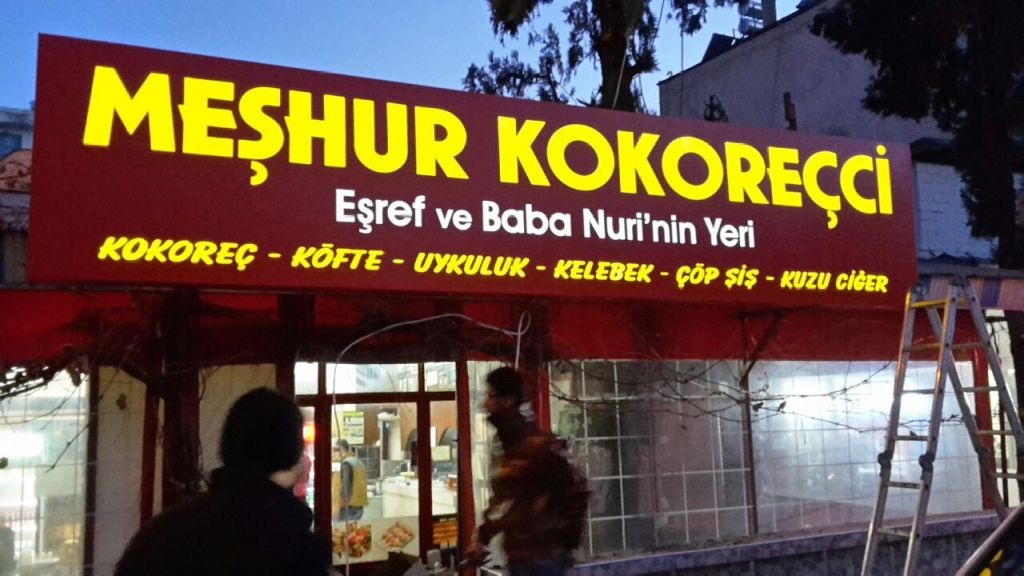 MEŞHUR KOKOREÇCİ
Eşref ve Baba Nuri'nin Yeri
KOKOREÇ - KÖFTE - UYKULUK - KELEBEK - ÇÖP ŞİŞ - KUZU CİĞER